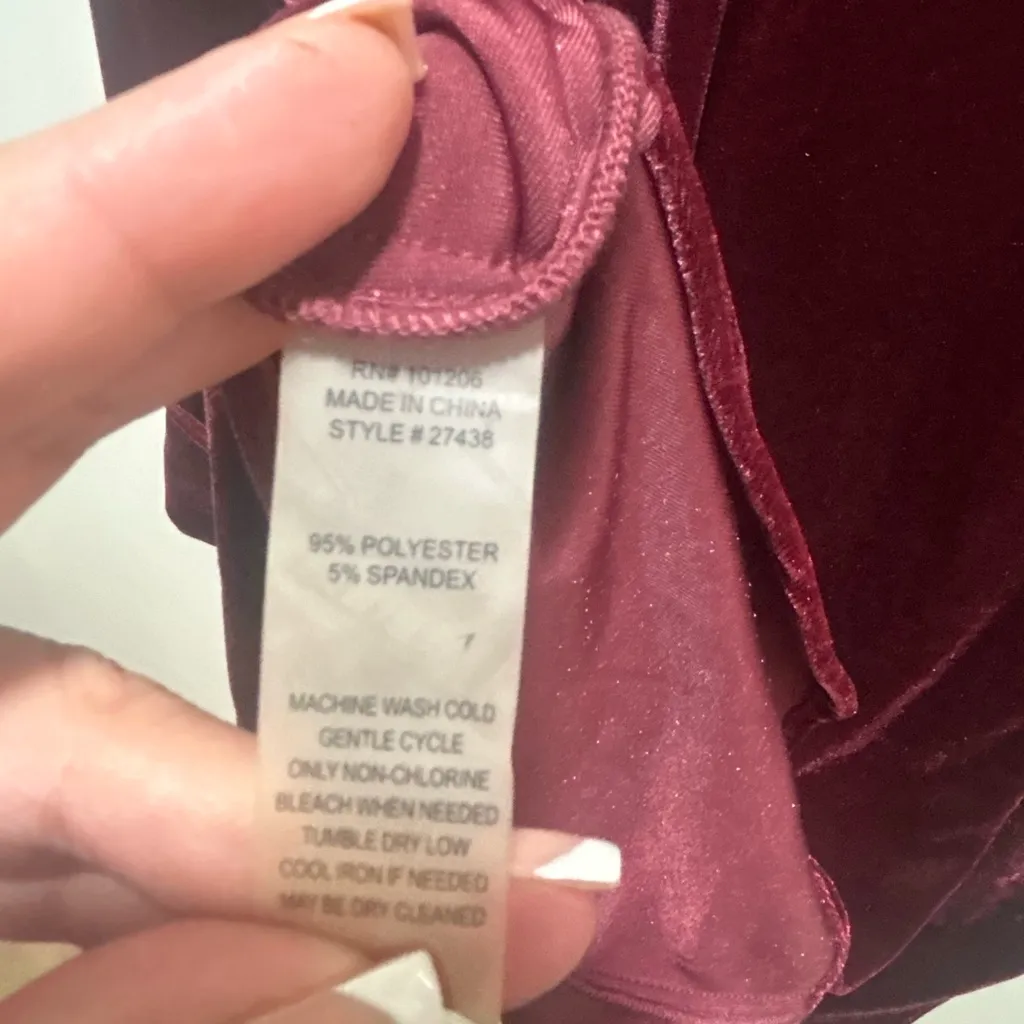 RN# 101206
MADE IN CHINA
STYLE # 27438
95% POLYESTER
5% SPANDEX
MACHINE WASH COLD
GENTLE CYCLE
ONLY NON-CHLORINE
BLEACH WHEN NEEDED
TUMBLE DRY LOW
COOL IRON IF NEEDED
MAY BE DRY CLEANED